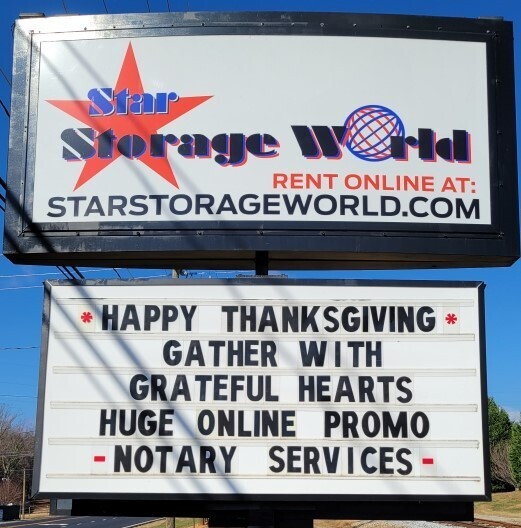 Star
Storage World
RENT ONLINE AT:
STARSTORAGEWORLD.COM
* HAPPY THANKSGIVING *
GATHER WITH
GRATEFUL HEARTS
HUGE ONLINE PROMO
- NOTARY SERVICES -